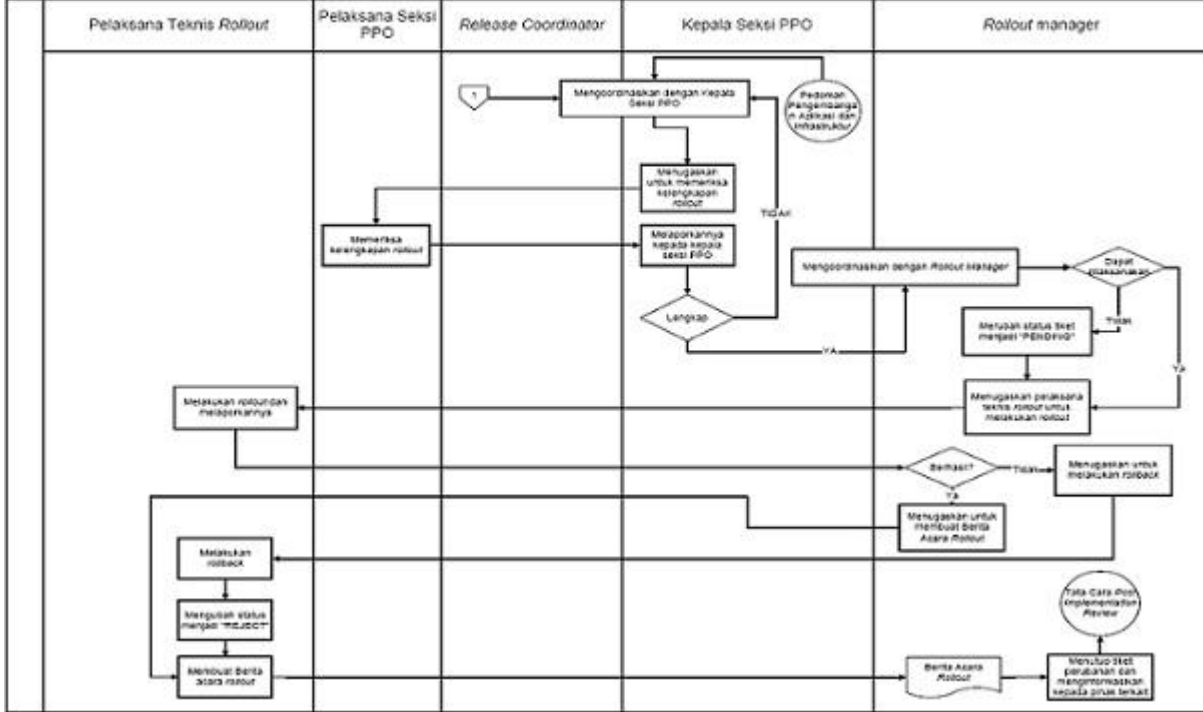 Pelaksana Teknis Rollout
Pelaksana Seksi
PPO
Release Coordinator
Kepala Seksi PPO
Rollout manager
1
Mengoordinasikan dengan Kepala
Seksi PPO
Pedoman
Pengembanga
n Aplikasi dan
Infrastruktur
Menugaskan
untuk memeriksa
kelengkapan
rollout
TIDAK
Memeriksa
kelengkapan rollout
Melaporkannya
kepada kepala
seksi PPO
Mengoordinasikan dengan Rollout Manager
Dapat
dilaksanakan
Lengkap
Tidak
Merubah status tiket
menjadi "PENDING"
YA
Ya
Melakukan rollout dan
melaporkannya
Menugaskan pelaksana
teknis rollout untuk
melakukan rollout
Berhasil?
Tidak
Menugaskan untuk
melakukan rollback
Ya
Menugaskan untuk
membuat Berita
Acara Rollout
Melakukan
rollback
Tata Cara Post
Implementation
Review
Mengubah status
menjadi "REJECT"
Membuat Berita
acara rollout
Berita Acara
Rollout
Menutup tiket
perubahan dan
menginformasikan
kepada pihak terkait